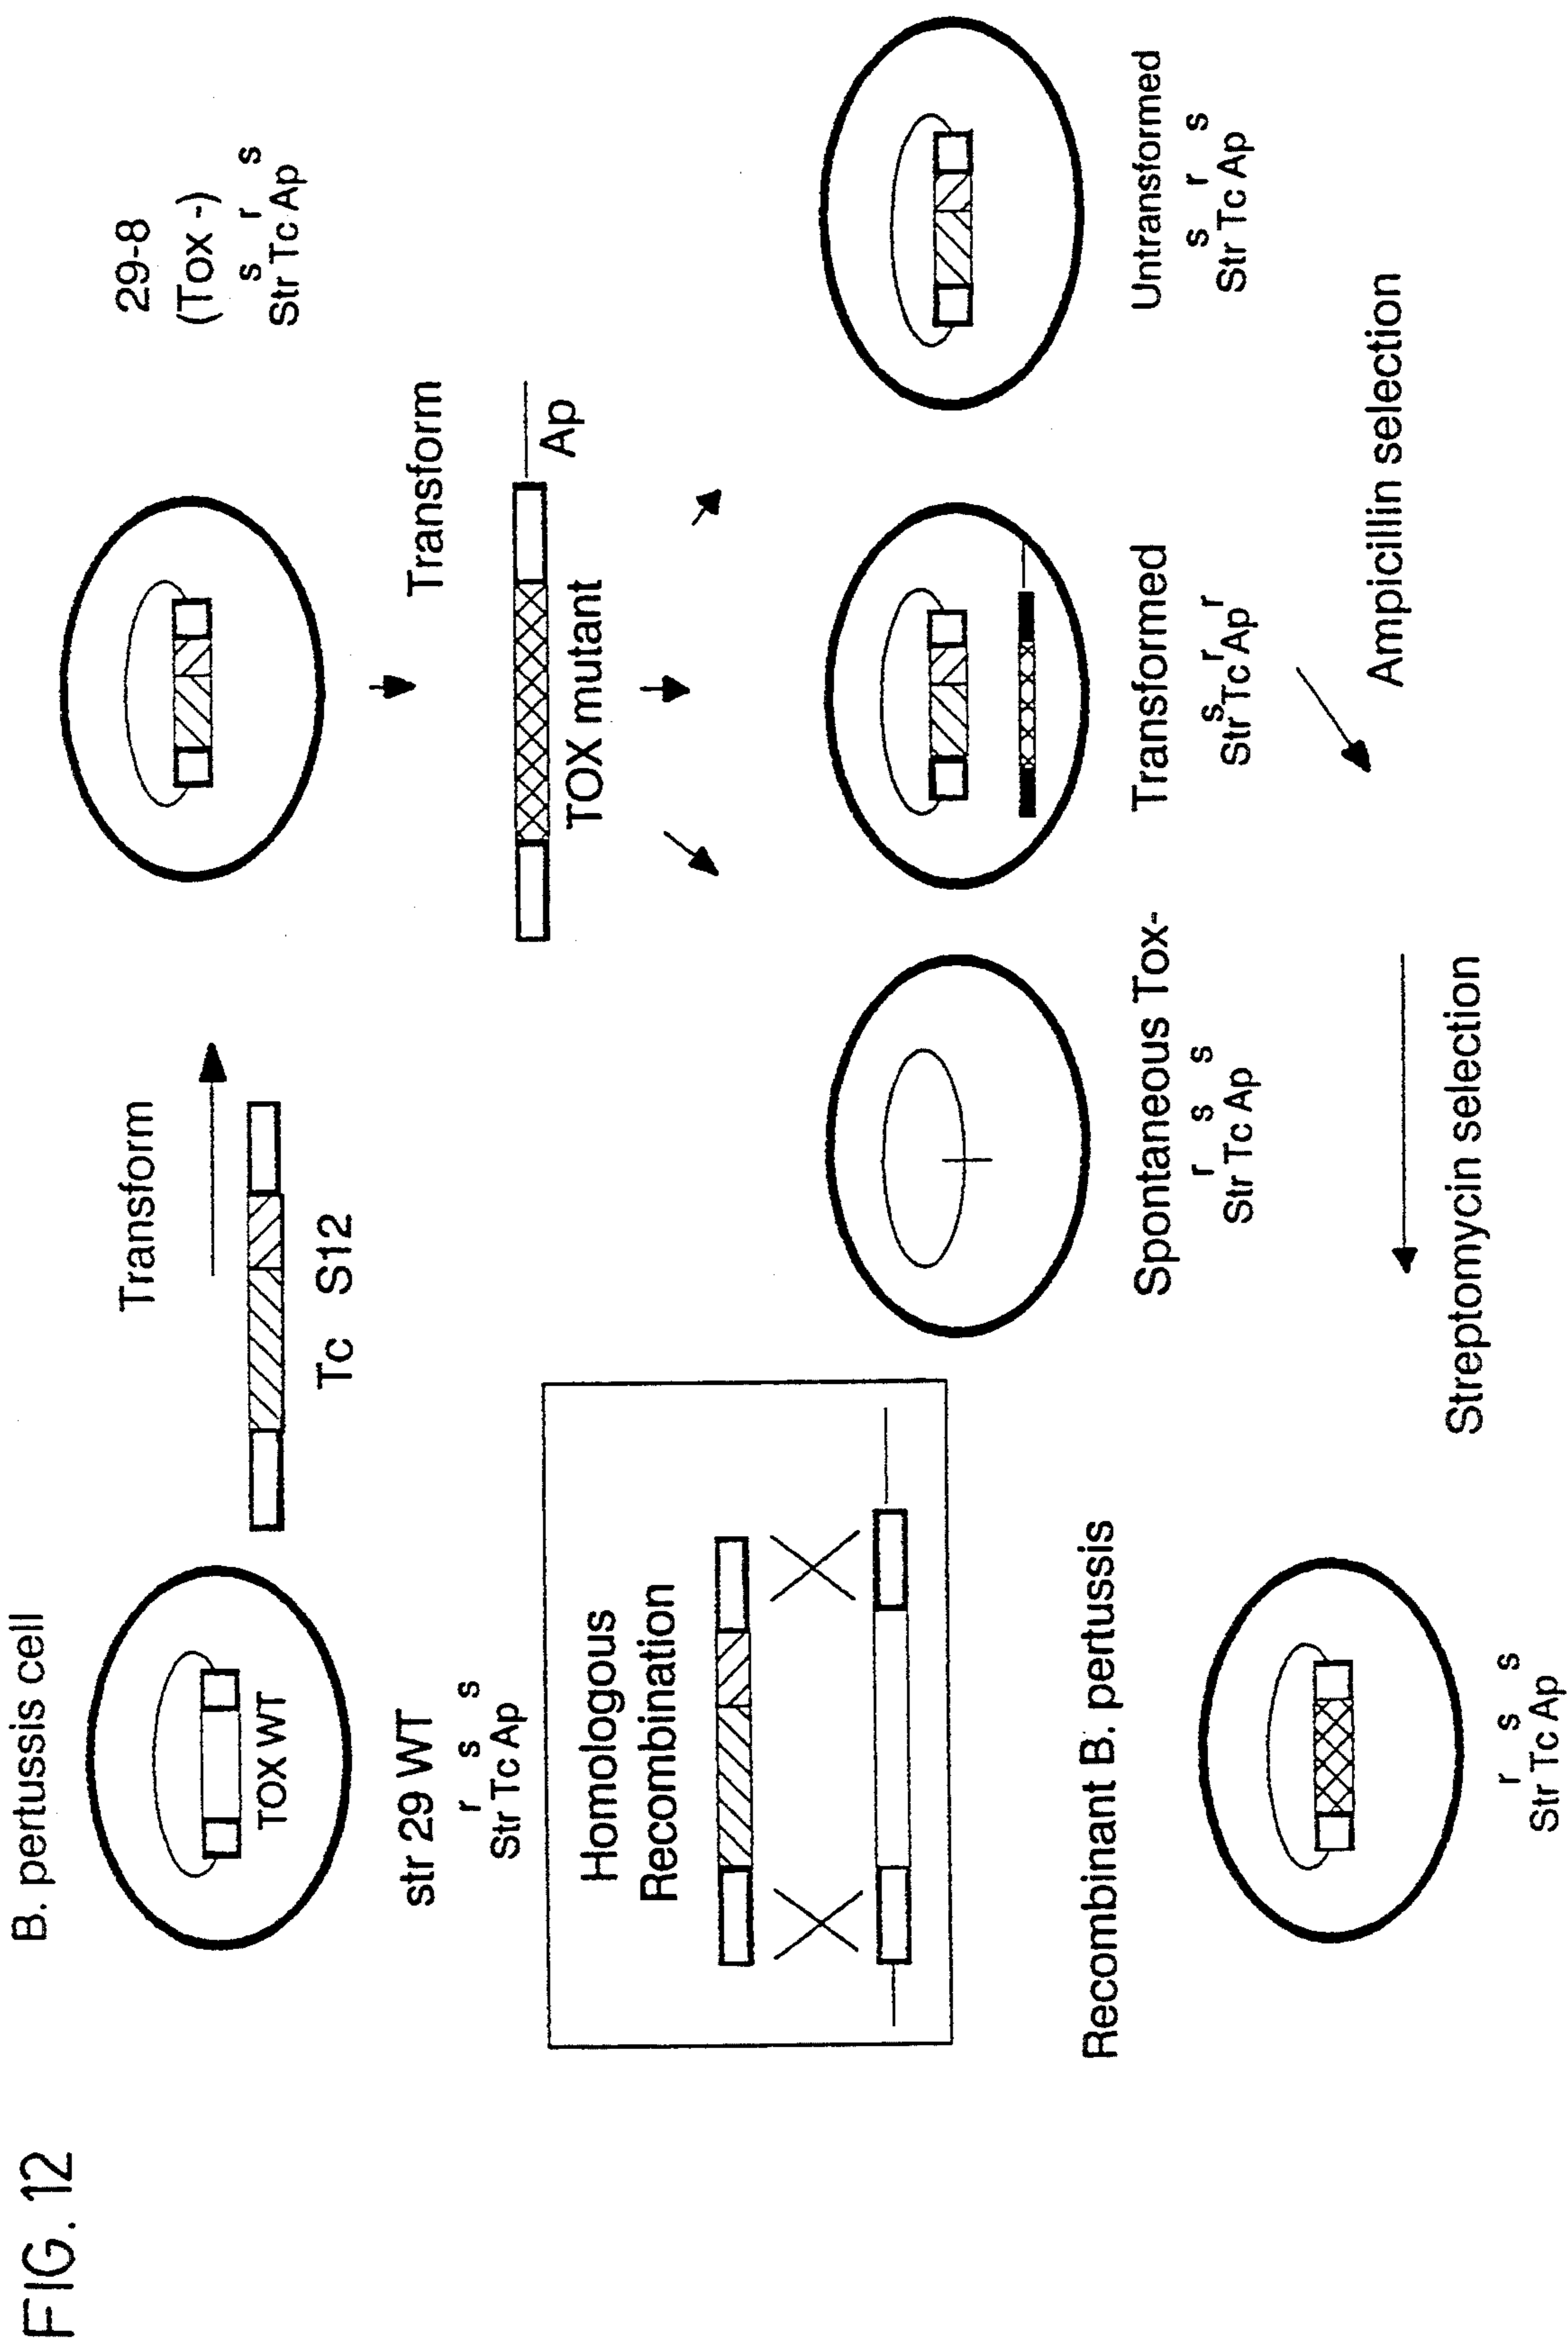 FIG. 12
B. pertussis cell
TOX WT
str 29 WT
r s s
Str Tc Ap
Transform
Tc S12
29-8
(Tox -)
s r s
Str Tc Ap
Transform
Ap
TOX mutant
Homologous
Recombination
Spontaneous Tox-
r s s
Str Tc Ap
Transformed
s r r
Str Tc Ap
Untransformed
s r s
Str Tc Ap
Ampicillin selection
Streptomycin selection
Recombinant B. pertussis
r s s
Str Tc Ap